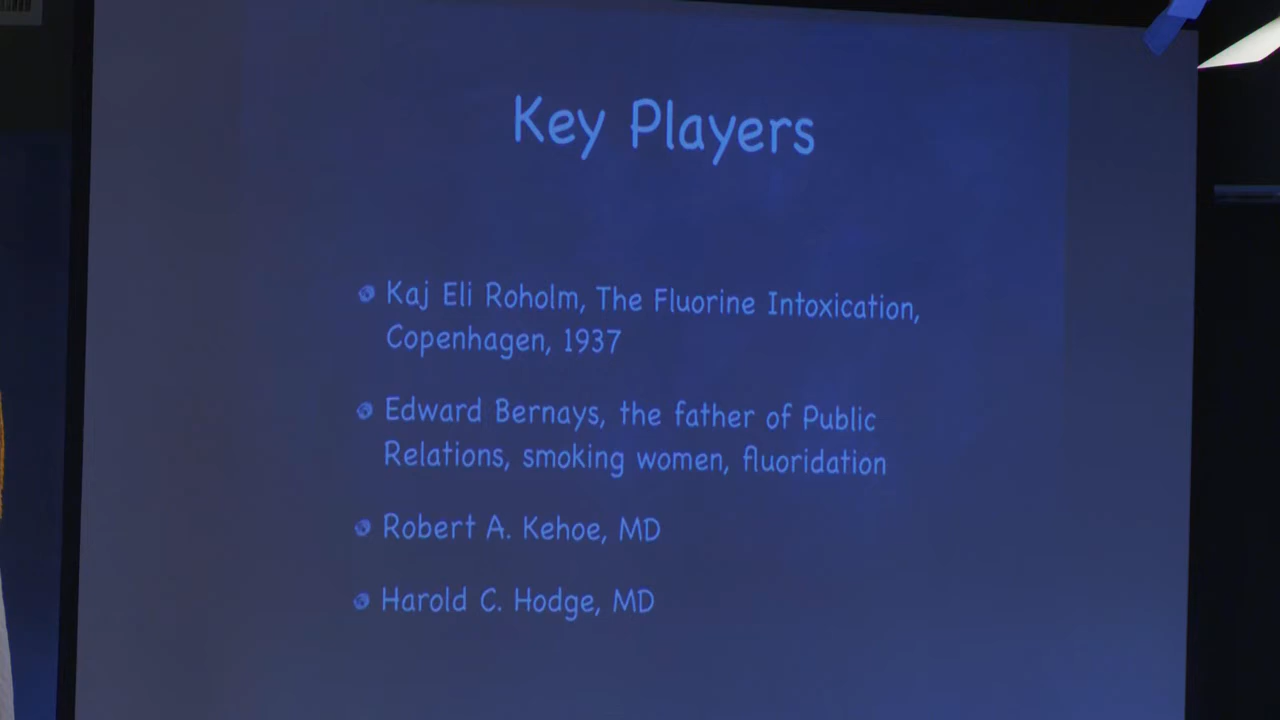 Key Players
Kaj Eli Roholm, The Fluorine Intoxication,
Copenhagen, 1937
Edward Bernays, the father of Public
Relations, smoking women, fluoridation
Robert A. Kehoe, MD
Harold C. Hodge, MD